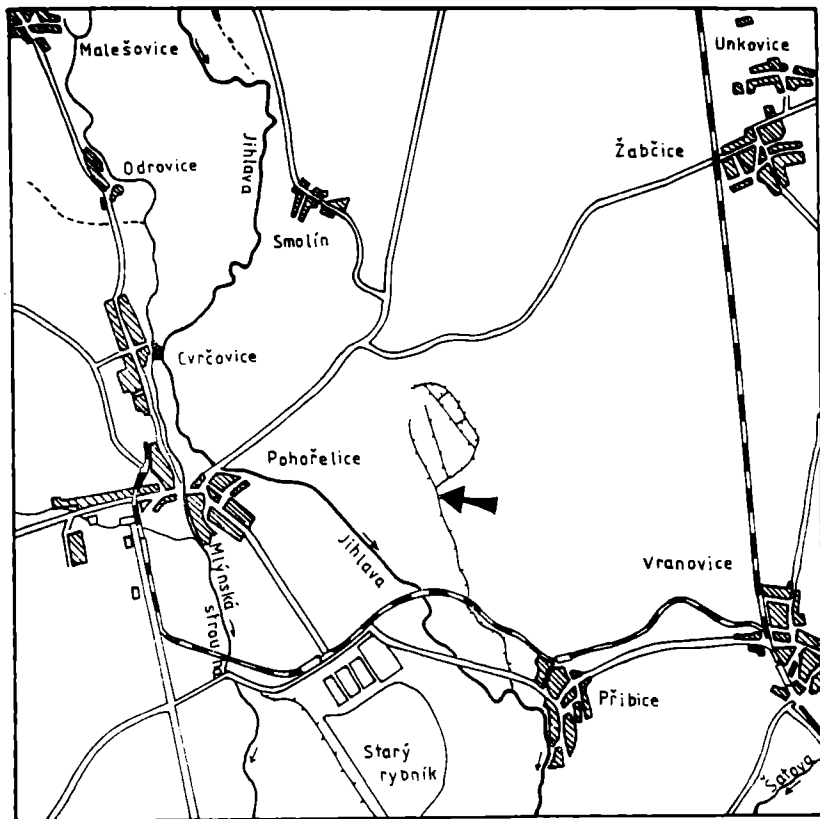 Malešovice
Unkovice
Jihlava
Odrovice
Žabčice
Smolín
Cvrčovice
Pohořelice
Jihlava
Mlýnská
strouha
Vranovice
Přibice
Starý
rybník
Šatava